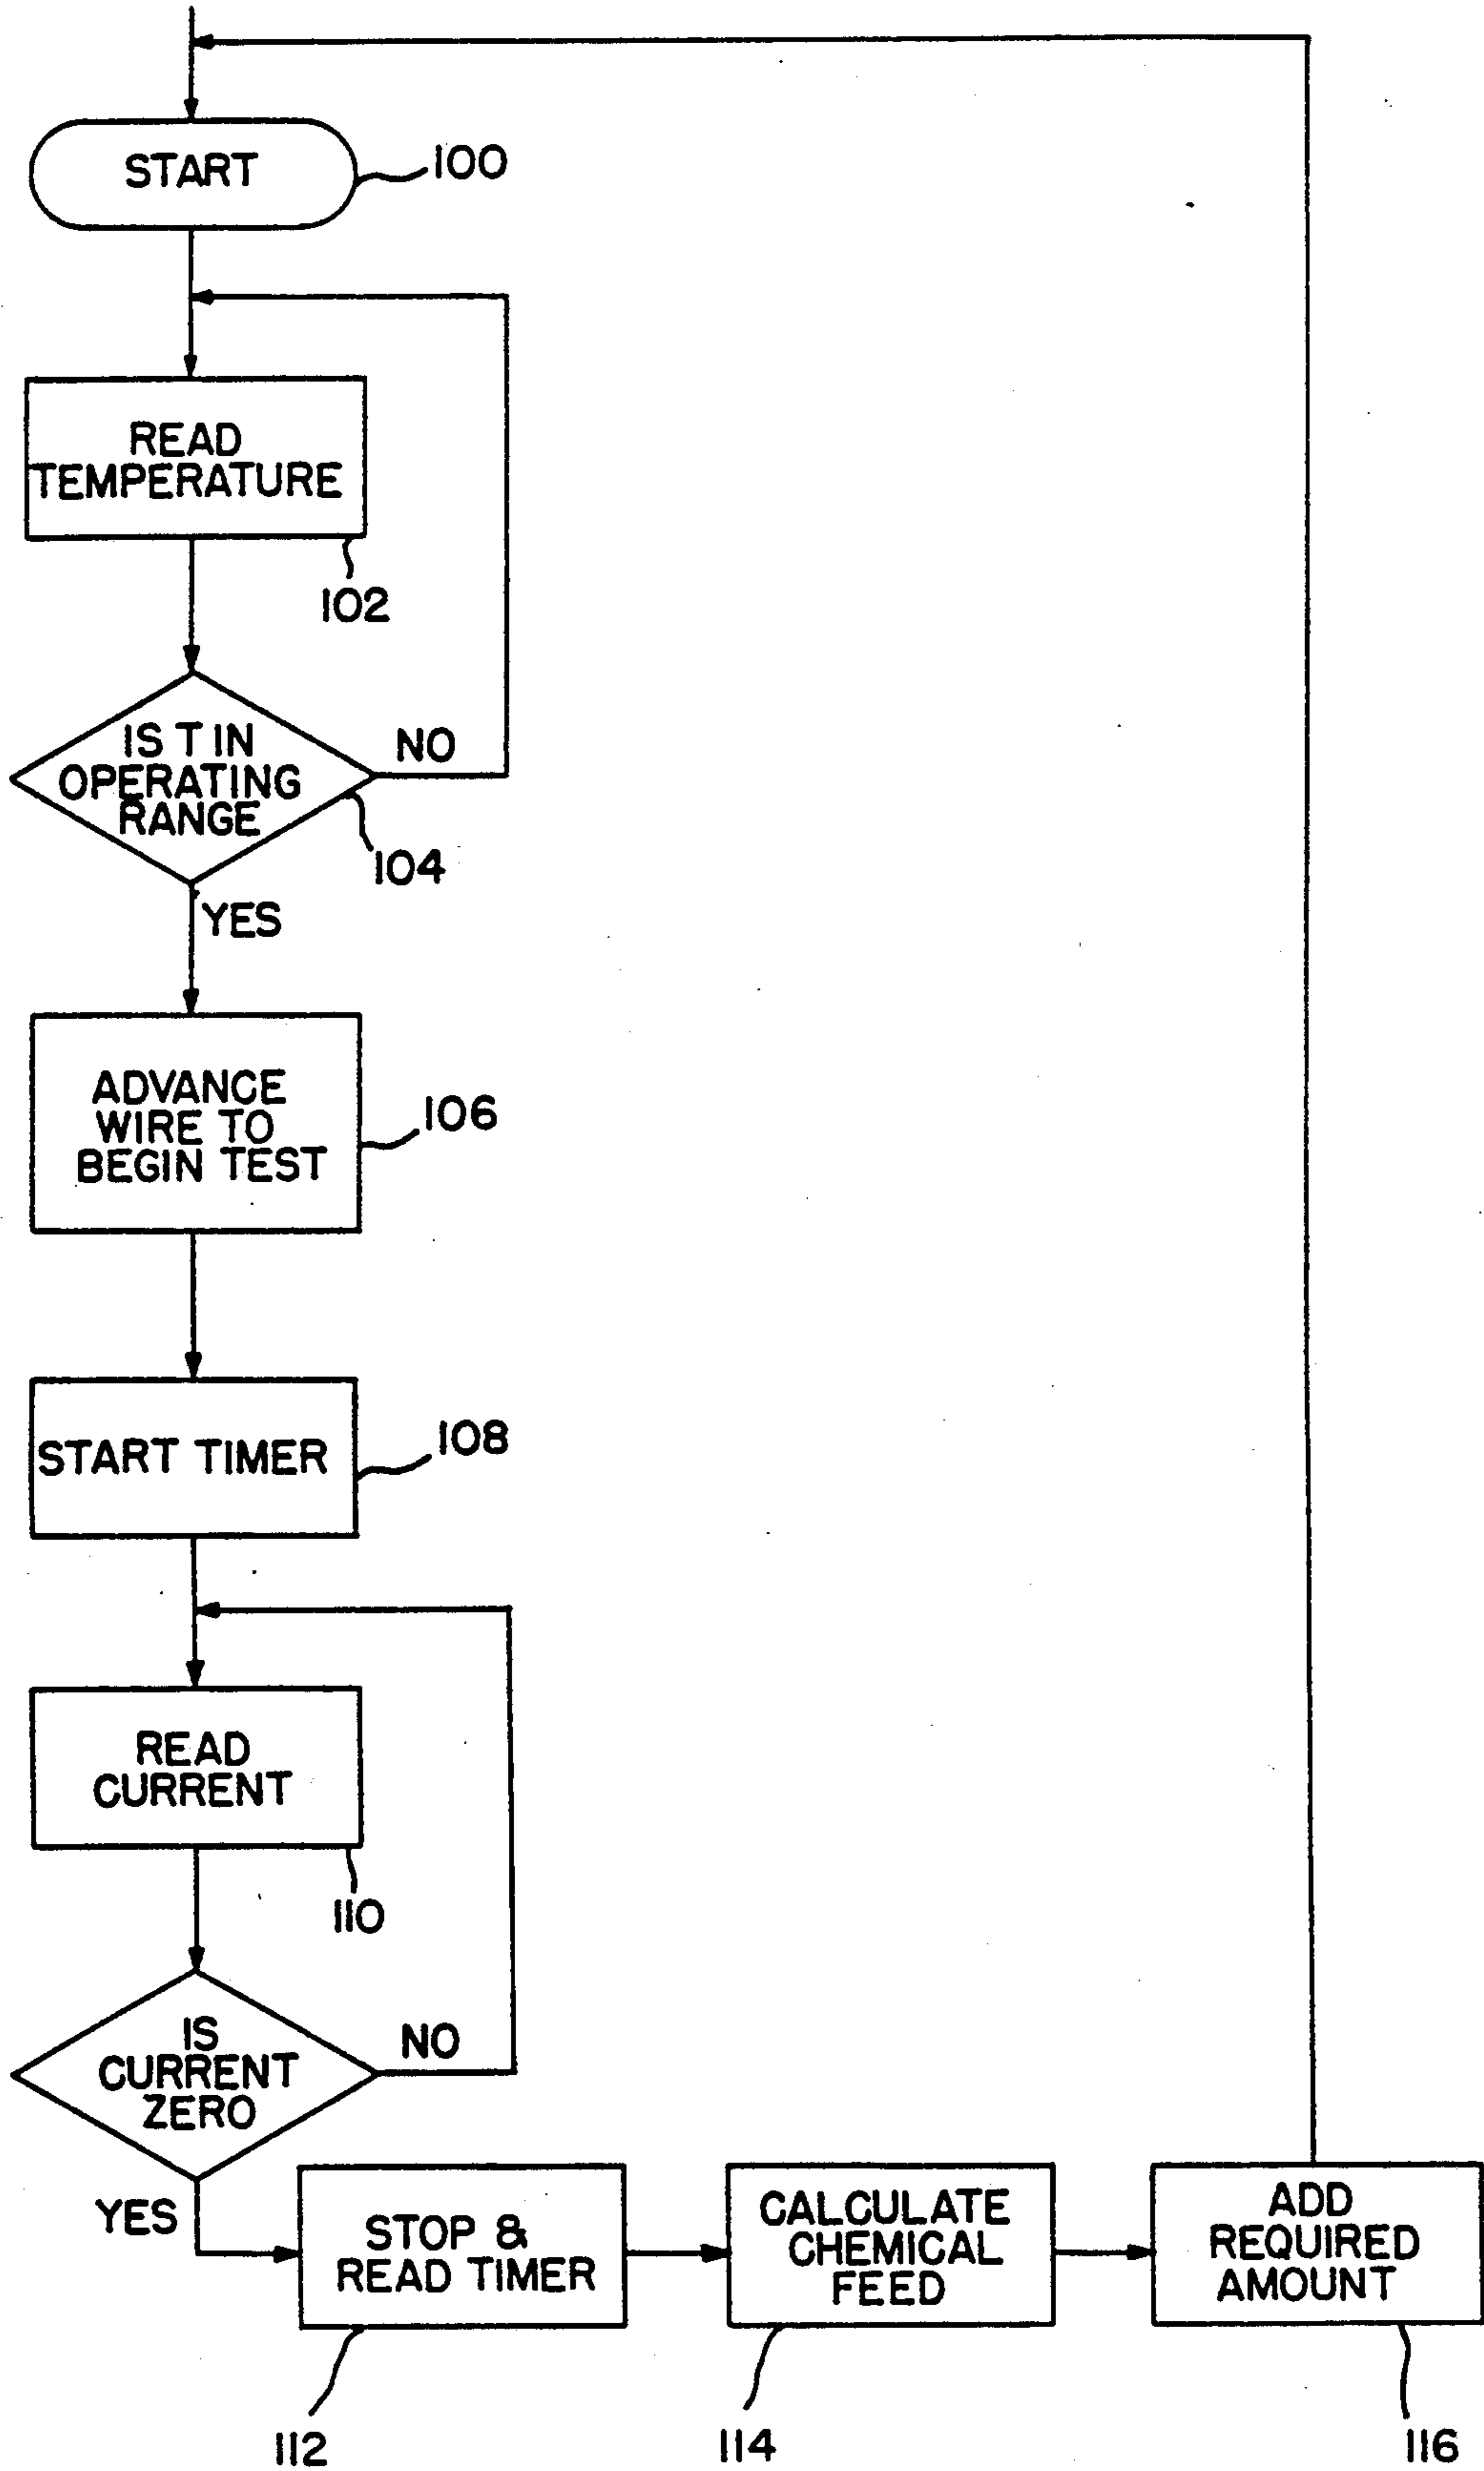 START
100
READ
TEMPERATURE
102
IS T IN
OPERATING
RANGE
NO
104
YES
ADVANCE
WIRE TO
BEGIN TEST
106
START TIMER
108
READ
CURRENT
110
IS
CURRENT
ZERO
NO
YES
STOP &
READ TIMER
112
CALCULATE
CHEMICAL
FEED
114
ADD
REQUIRED
AMOUNT
116